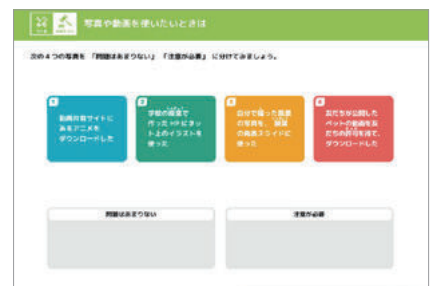 写真や動画を使いたいときは
次の4つの写真を「問題はあまりない」「注意が必要」に分けてみましょう。
1
動画共有サイトに
あるアニメを
ダウンロードした
2
学校の授業で
作ったHPにネッ
ト上のイラストを
使った
3
自分で撮った風景
の写真を、授業
の発表スライドに
使った
4
友だちが公開した
ペットの動画を友
だちの許可を得て、
ダウンロードした
問題はあまりない
注意が必要